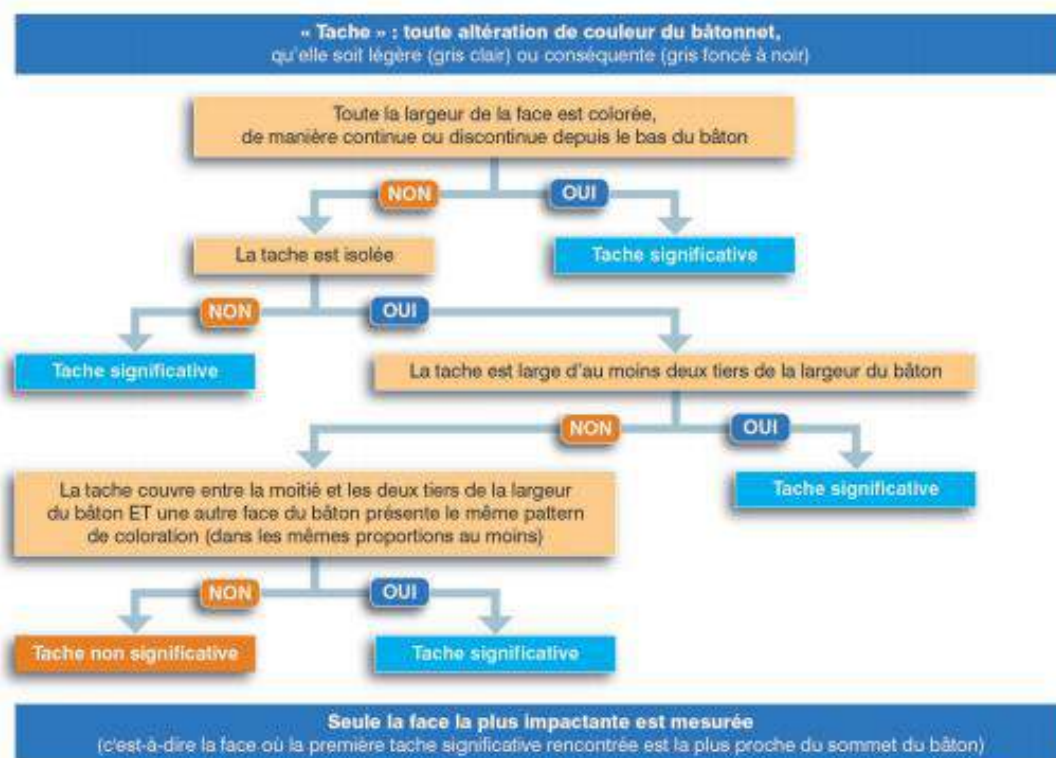 « Tache » : toute altération de couleur du bâtonnet,
qu'elle soit légère (gris clair) ou conséquente (gris foncé à noir)
Toute la largeur de la face est colorée,
de manière continue ou discontinue depuis le bas du bâton
NON
OUI
La tache est isolée
Tache significative
NON
OUI
Tache significative
La tache est large d'au moins deux tiers de la largeur du bâton
NON
OUI
La tache couvre entre la moitié et les deux tiers de la largeur
du bâton ET une autre face du bâton présente le même pattern
de coloration (dans les mêmes proportions au moins)
Tache significative
NON
OUI
Tache non significative
Tache significative
Seule la face la plus impactante est mesurée
(c'est-à-dire la face où la première tache significative rencontrée est la plus proche du sommet du bâton)